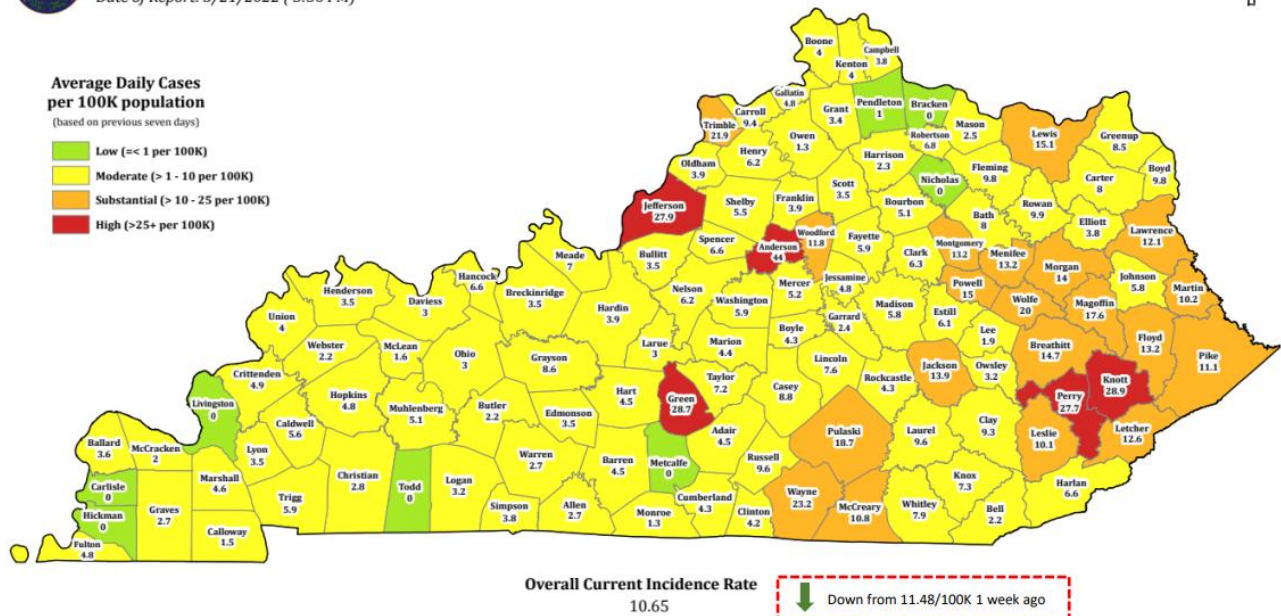 Date of Report: 3/21/2022 ( 3:30 PM)
Average Daily Cases
per 100K population
(based on previous seven days)
Low (=< 1 per 100K)
Moderate (> 1 - 10 per 100K)
Substantial (> 10 - 25 per 100K)
High (>25+ per 100K)
Boone
4
Kenton
4
Campbell
3.8
Gallatin
4.8
Carroll
9.4
Trimble
21.9
Grant
3.4
Pendleton
1
Bracken
0
Mason
2.5
Robertson
6.8
Lewis
15.1
Greenup
8.5
Boyd
9.8
Carter
8
Owen
1.3
Henry
6.2
Oldham
3.9
Harrison
2.3
Nicholas
0
Fleming
9.8
Rowan
9.9
Elliott
3.8
Lawrence
12.1
Jefferson
27.9
Shelby
5.5
Franklin
3.9
Scott
3.5
Bourbon
5.1
Bath
8
Montgomery
13.2
Menifee
13.2
Morgan
14
Johnson
5.8
Martin
10.2
Bullitt
3.5
Spencer
6.6
Anderson
44
Woodford
11.8
Fayette
5.9
Clark
6.3
Powell
15
Wolfe
20
Magoffin
17.6
Meade
7
Hancock
6.6
Breckinridge
3.5
Hardin
3.9
Nelson
6.2
Washington
5.9
Mercer
5.2
Jessamine
4.8
Madison
5.8
Estill
6.1
Lee
1.9
Breathitt
14.7
Floyd
13.2
Pike
11.1
Henderson
3.5
Daviess
3
Union
4
Webster
2.2
McLean
1.6
Ohio
3
Grayson
8.6
Larue
3
Marion
4.4
Boyle
4.3
Garrard
2.4
Lincoln
7.6
Rockcastle
4.3
Jackson
13.9
Owsley
3.2
Perry
27.7
Knott
28.9
Crittenden
4.9
Livingston
0
Hopkins
4.8
Muhlenberg
5.1
Butler
2.2
Edmonson
3.5
Hart
4.5
Green
28.7
Taylor
7.2
Casey
8.8
Pulaski
18.7
Laurel
9.6
Clay
9.3
Leslie
10.1
Letcher
12.6
Ballard
3.6
McCracken
2
Caldwell
5.6
Lyon
3.5
Warren
2.7
Barren
4.5
Metcalfe
0
Adair
4.5
Russell
9.6
Knox
7.3
Harlan
6.6
Carlisle
0
Marshall
4.6
Trigg
5.9
Christian
2.8
Todd
0
Logan
3.2
Simpson
3.8
Allen
2.7
Monroe
1.3
Cumberland
4.3
Clinton
4.2
Wayne
23.2
McCreary
10.8
Whitley
7.9
Bell
2.2
Hickman
0
Graves
2.7
Calloway
1.5
Fulton
4.8
Overall Current Incidence Rate
10.65
Down from 11.48/100K 1 week ago